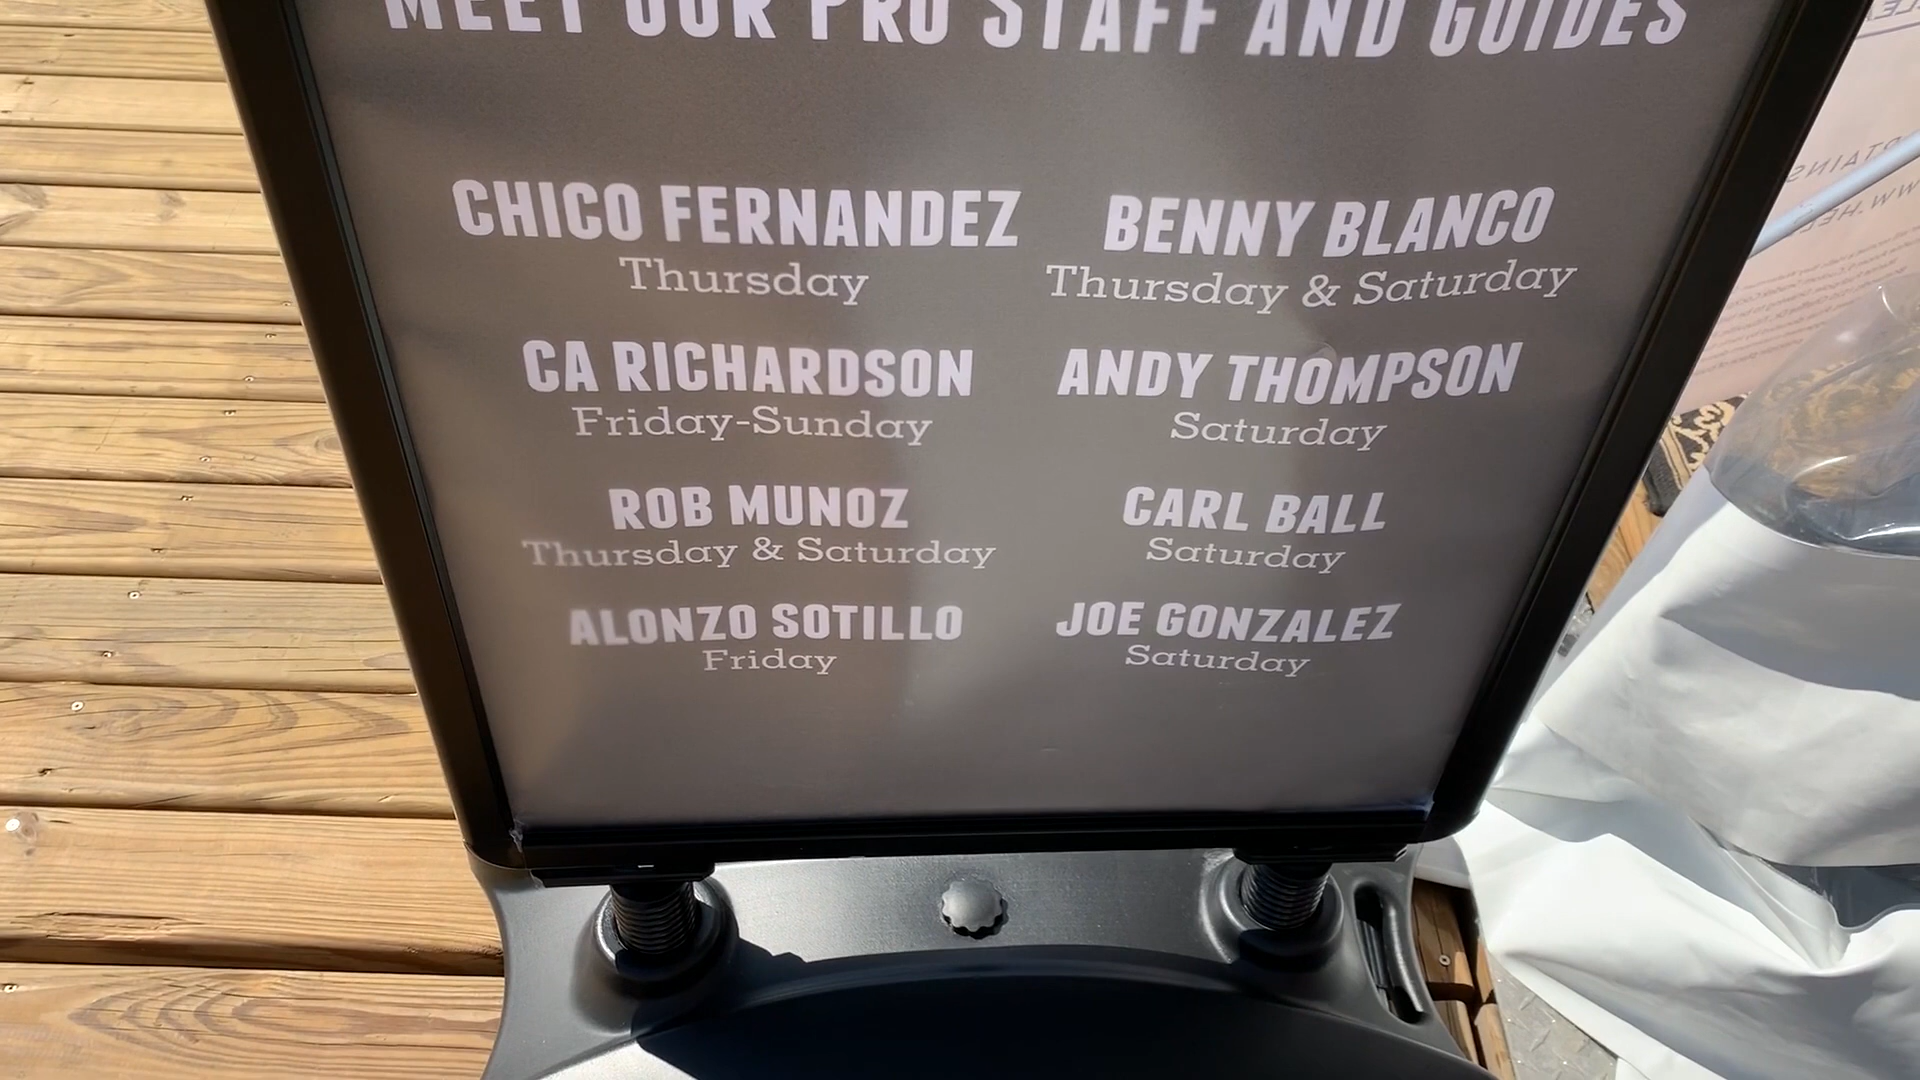 MEET OUR PRO STAFF AND GUIDES
CHICO FERNANDEZ
Thursday
BENNY BLANCO
Thursday & Saturday
CA RICHARDSON
Friday-Sunday
ANDY THOMPSON
Saturday
ROB MUNOZ
Thursday & Saturday
CARL BALL
Saturday
ALONZO SOTILLO
Friday
JOE GONZALEZ
Saturday